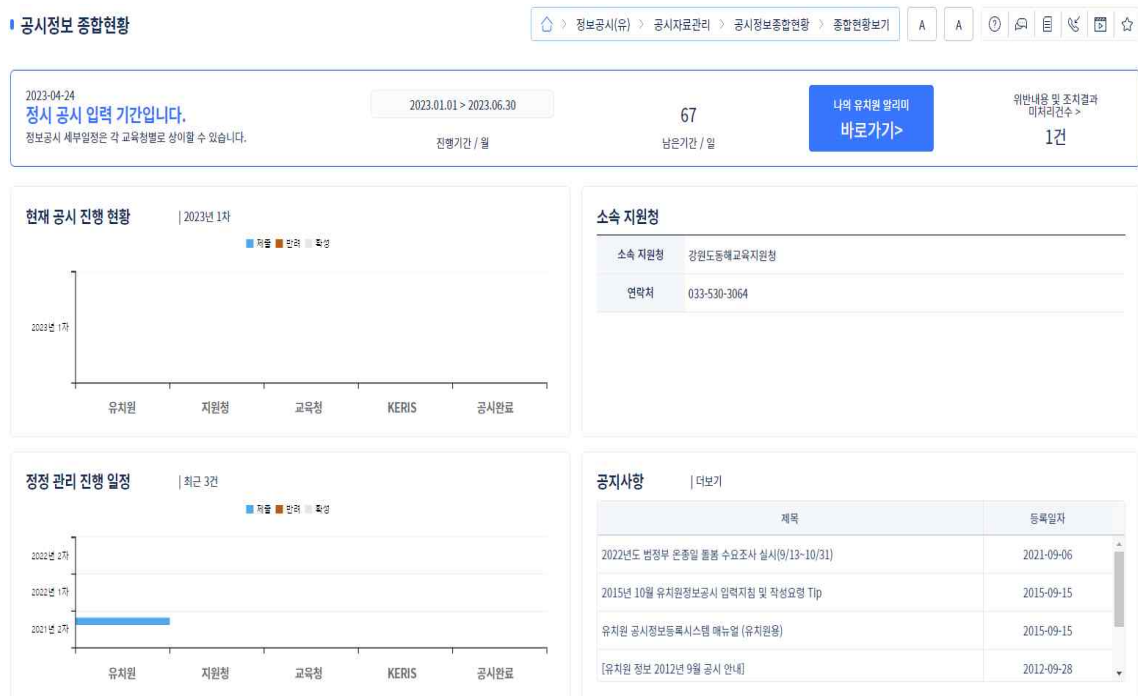 공시정보 종합현황
정보공시(유) > 공시자료관리 > 공시정보종합현황 > 종합현황보기
A A
2023-04-24
정시 공시 입력 기간입니다.
정보공시 세부일정은 각 교육청별로 상이할 수 있습니다.
2023.01.01 > 2023.06.30
진행기간 / 월
67
남은기간 / 일
나의 유치원 알리미
바로가기>
위반내용 및 조치결과
미처리건수 >
1건
현재 공시 진행 현황 | 2023년 1차
제출 반려 작성
2023년 1차
유치원 지원청 교육청 KERIS 공시완료
소속 지원청
소속 지원청 강원도동해교육지원청
연락처 033-530-3064
정정 관리 진행 일정 | 최근 3건
제출 반려 작성
2022년 2차
2022년 1차
2021년 2차
유치원 지원청 교육청 KERIS 공시완료
공지사항 | 더보기
제목 등록일자
2022년도 범정부 온종일 돌봄 수요조사 실시(9/13~10/31) 2021-09-06
2015년 10월 유치원정보공시 입력지침 및 작성요령 Tip 2015-09-15
유치원 공시정보등록시스템 매뉴얼 (유치원용) 2015-09-15
[유치원 정보 2012년 9월 공시 안내] 2012-09-28